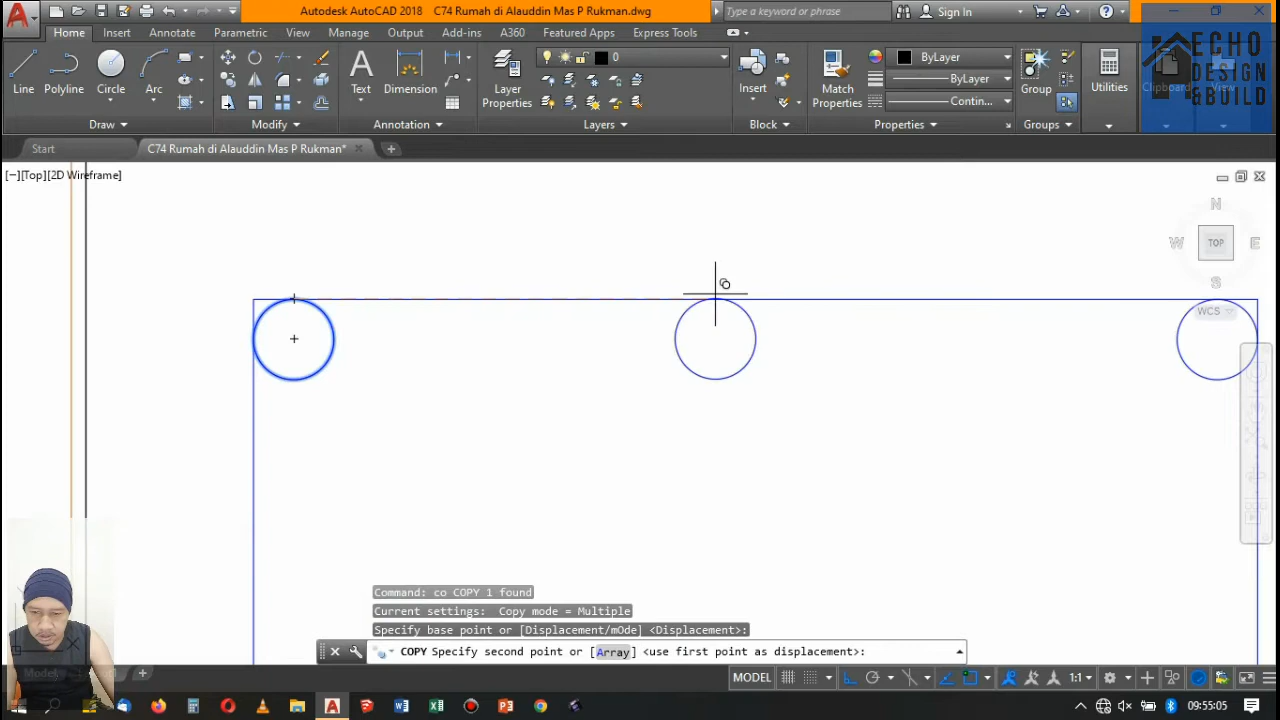 Autodesk AutoCAD 2018 C74 Rumah di Alauddin Mas P Rukman.dwg
Type a keyword or phrase
Sign In
Home Insert Annotate Parametric View Manage Output Add-ins A360 Featured Apps Express Tools
ECHO
DESIGN
&BUILD
0
ByLayer
ByLayer
Contin...
Line Polyline Circle Arc
Text Dimension
Layer
Properties
Insert
Match
Properties
Group
Utilities
Clipboard
View
Draw
Modify
Annotation
Layers
Block
Properties
Groups
Start
C74 Rumah di Alauddin Mas P Rukman*
[−][Top][2D Wireframe]
N
W
TOP
E
S
WCS
Command: co COPY 1 found
Current settings: Copy mode = Multiple
Specify base point or [Displacement/mOde] <Displacement>:
COPY Specify second point or [Array] <use first point as displacement>:
Model
MODEL
1:1
09:55:05